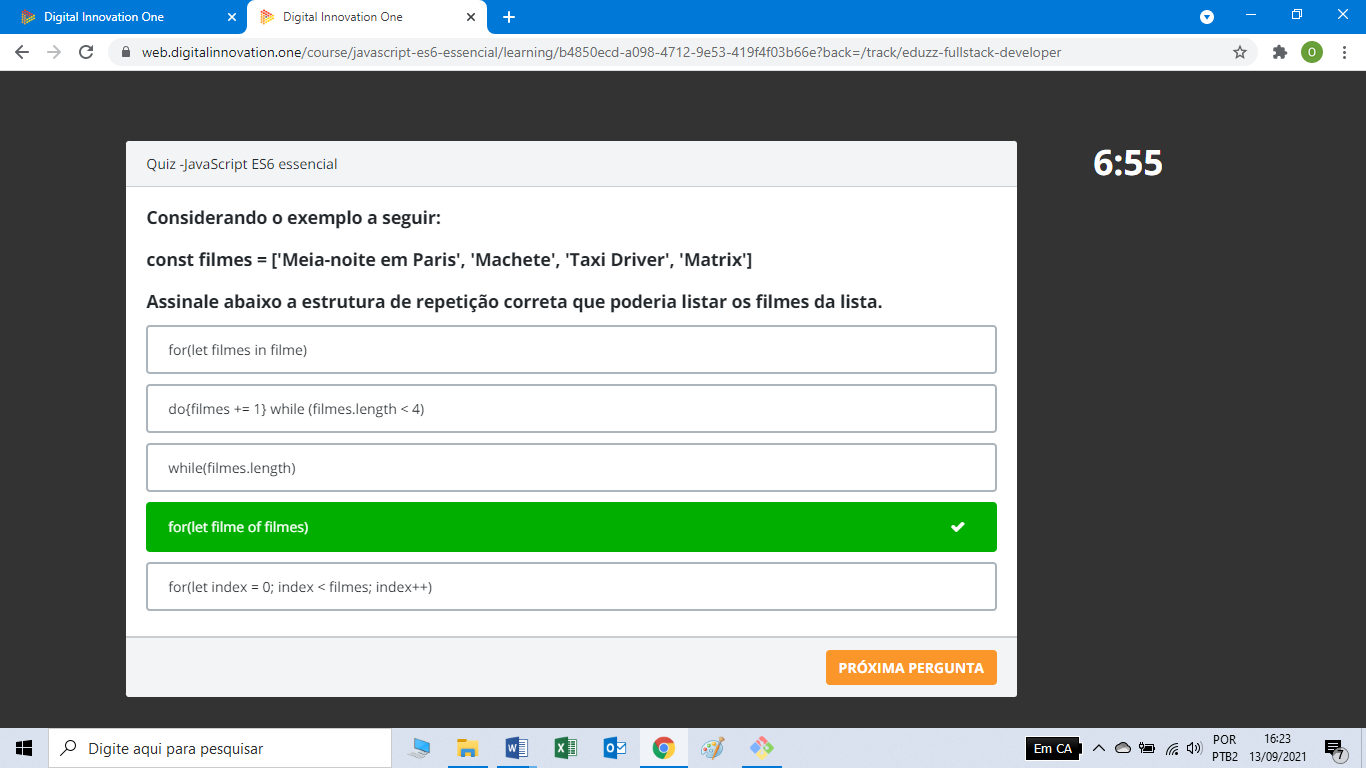 Digital Innovation One
Digital Innovation One
web.digitalinnovation.one/course/javascript-es6-essencial/learning/b4850ecd-a098-4712-9e53-419f4f03b66e?back=/track/eduzz-fullstack-developer
O
Quiz -JavaScript ES6 essencial
6:55
Considerando o exemplo a seguir:
const filmes = ['Meia-noite em Paris', 'Machete', 'Taxi Driver', 'Matrix']
Assinale abaixo a estrutura de repetição correta que poderia listar os filmes da lista.
for(let filmes in filme)
do{filmes += 1} while (filmes.length < 4)
while(filmes.length)
for(let filme of filmes)
for(let index = 0; index < filmes; index++)
PRÓXIMA PERGUNTA
Digite aqui para pesquisar
Em CA
POR
PTB2
16:23
13/09/2021
7